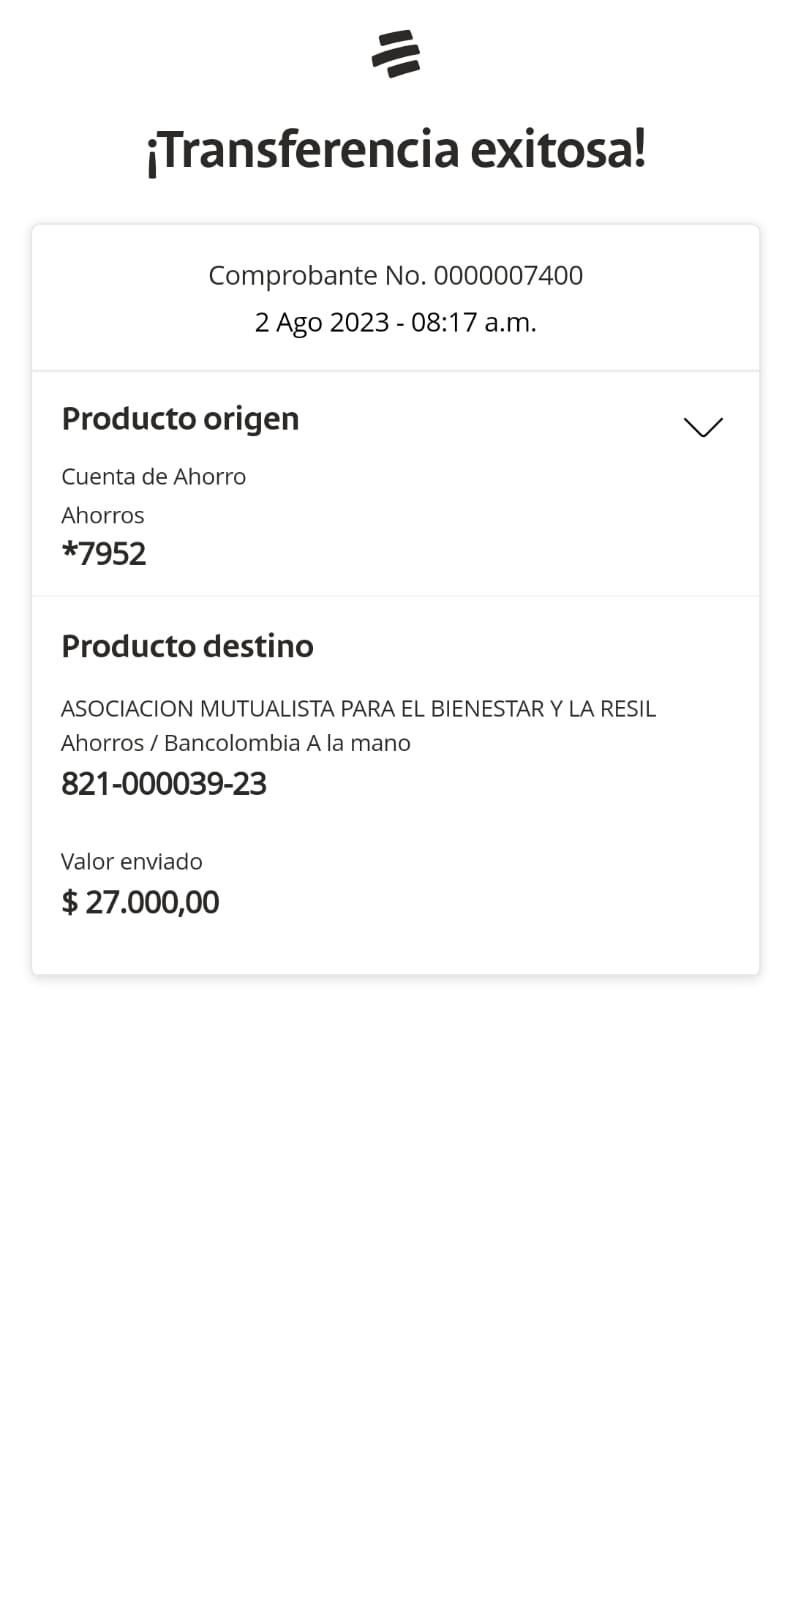 ¡Transferencia exitosa!
Comprobante No. 0000007400
2 Ago 2023 - 08:17 a.m.
Producto origen
Cuenta de Ahorro
Ahorros
*7952
Producto destino
ASOCIACION MUTUALISTA PARA EL BIENESTAR Y LA RESIL
Ahorros / Bancolombia A la mano
821-000039-23
Valor enviado
$ 27.000,00